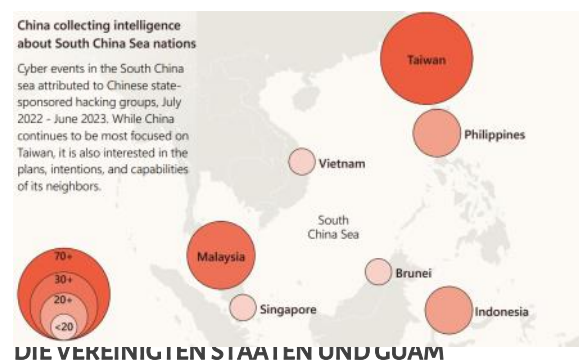 China collecting intelligence
about South China Sea nations
Cyber events in the South China
sea attributed to Chinese state-
sponsored hacking groups, July
2022 - June 2023. While China
continues to be most focused on
Taiwan, it is also interested in the
plans, intentions, and capabilities
of its neighbors.
Taiwan
Philippines
Vietnam
South
China Sea
Malaysia
Brunei
Singapore
Indonesia
70+
30+
20+
<20
DIE VEREINIGTEN STAATEN UND GUAM